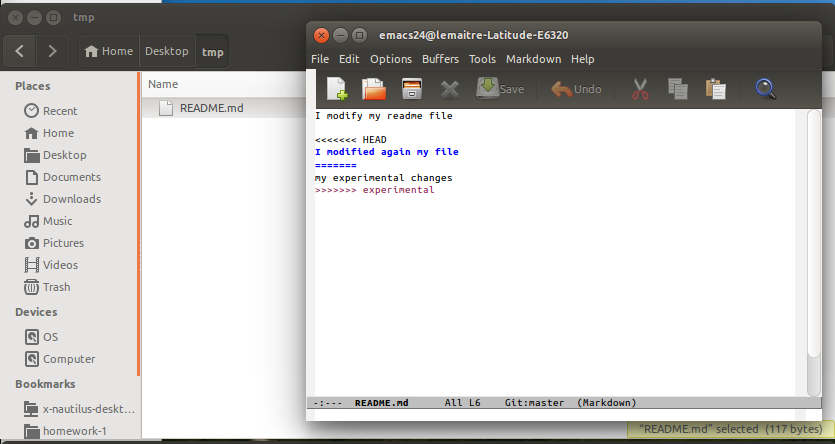 tmp
emacs24@lemaitre-Latitude-E6320
Home Desktop tmp
File Edit Options Buffers Tools Markdown Help
Save Undo
Places
Recent
Home
Desktop
Documents
Downloads
Music
Pictures
Videos
Trash
Devices
OS
Computer
Bookmarks
x-nautilus-deskt...
homework-1
Name
README.md
I modify my readme file
<<<<<<< HEAD
I modified again my file
=======
my experimental changes
>>>>>>> experimental
-:--- README.md All L6 Git:master (Markdown)
"README.md" selected (117 bytes)